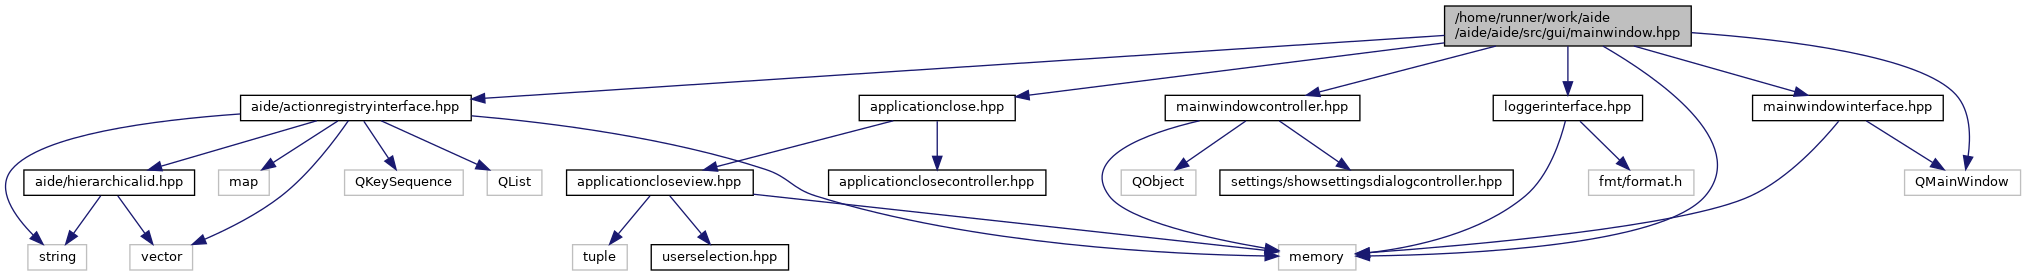 /home/runner/work/aide
/aide/aide/src/gui/mainwindow.hpp
aide/actionregistryinterface.hpp
applicationclose.hpp
mainwindowcontroller.hpp
loggerinterface.hpp
mainwindowinterface.hpp
aide/hierarchicalid.hpp
map
QKeySequence
QList
applicationcloseview.hpp
applicationclosecontroller.hpp
QObject
settings/showsettingsdialogcontroller.hpp
fmt/format.h
QMainWindow
string
vector
tuple
userselection.hpp
memory